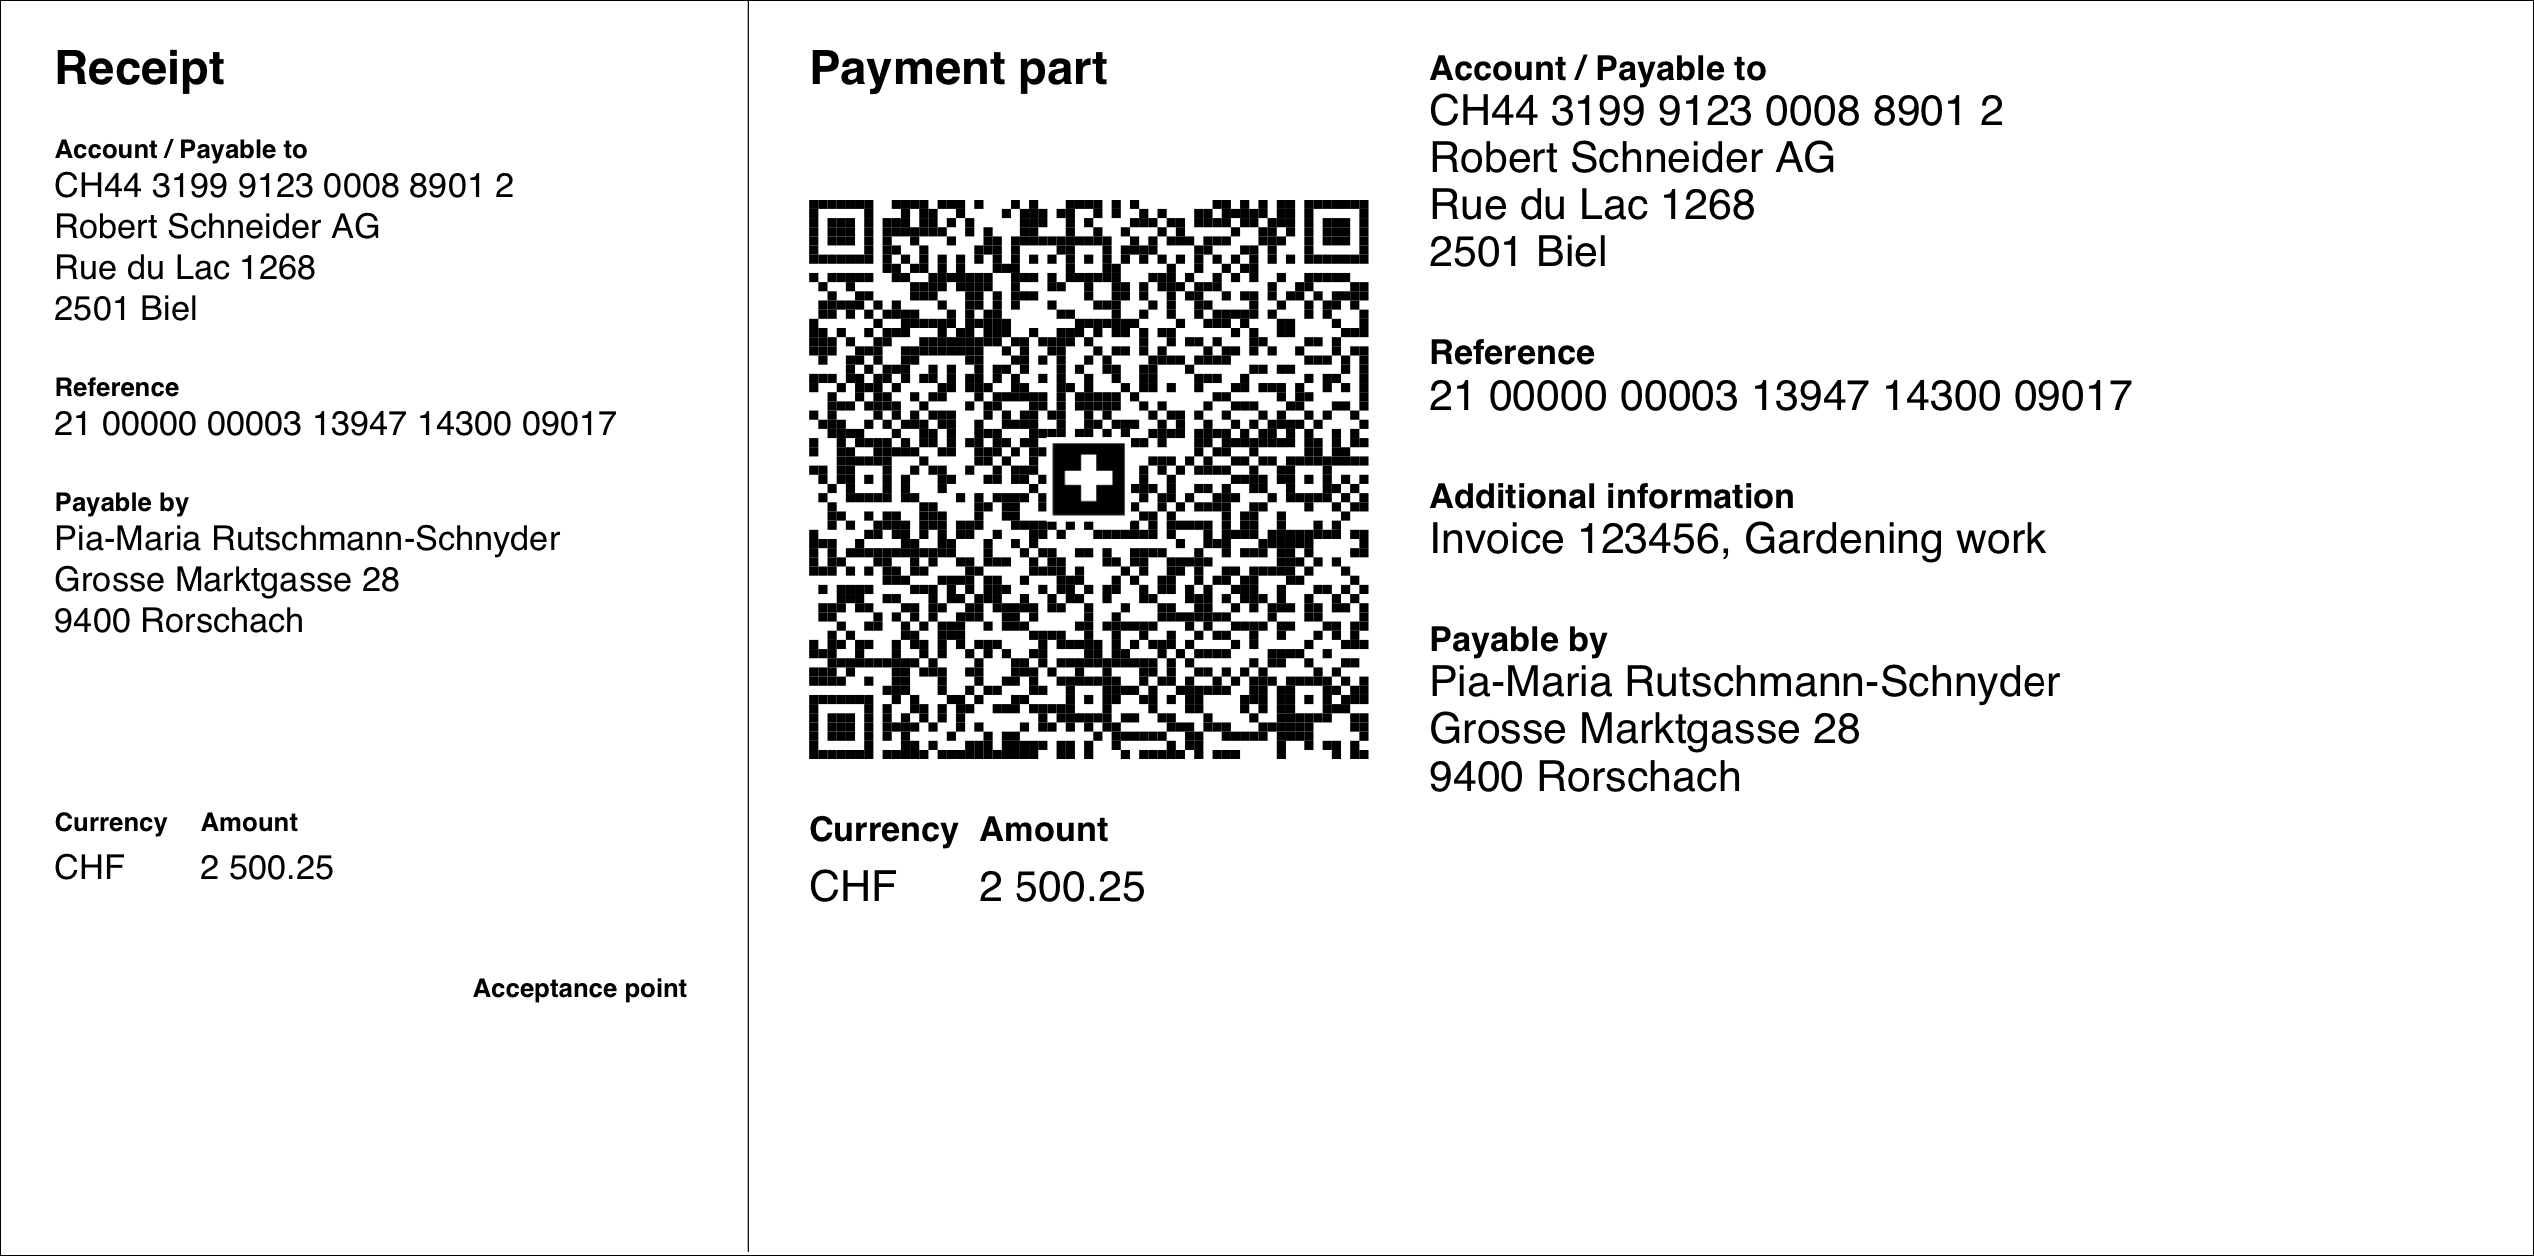 Receipt
Account / Payable to
CH44 3199 9123 0008 8901 2
Robert Schneider AG
Rue du Lac 1268
2501 Biel
Reference
21 00000 00003 13947 14300 09017
Payable by
Pia-Maria Rutschmann-Schnyder
Grosse Marktgasse 28
9400 Rorschach
Currency Amount
CHF 2 500.25
Acceptance point
Payment part
Currency Amount
CHF 2 500.25
Account / Payable to
CH44 3199 9123 0008 8901 2
Robert Schneider AG
Rue du Lac 1268
2501 Biel
Reference
21 00000 00003 13947 14300 09017
Additional information
Invoice 123456, Gardening work
Payable by
Pia-Maria Rutschmann-Schnyder
Grosse Marktgasse 28
9400 Rorschach